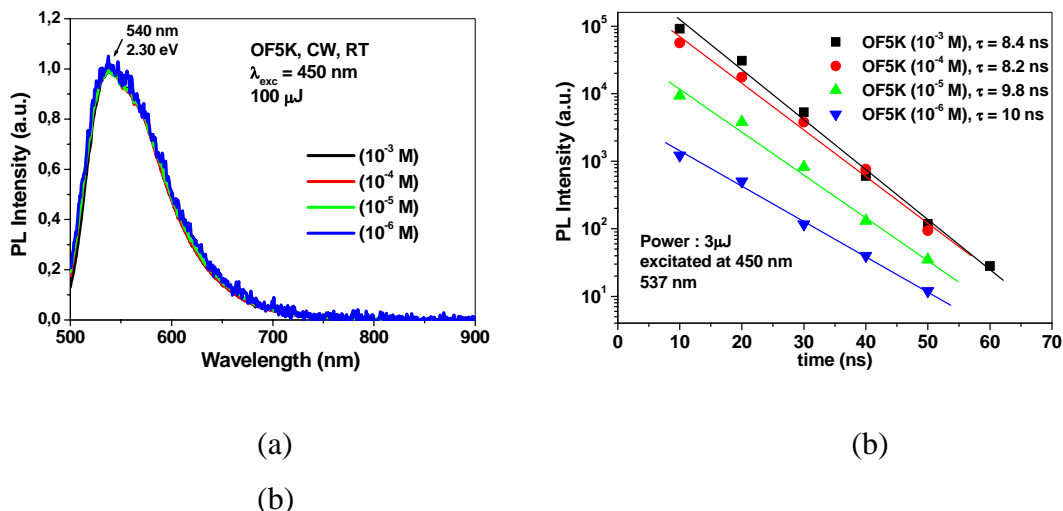 1,2
1,0
0,8
0,6
0,4
0,2
0,0
PL Intensity (a.u.)
540 nm
2.30 eV
OF5K, CW, RT
λexc = 450 nm
100 μJ
(10⁻³ M)
(10⁻⁴ M)
(10⁻⁵ M)
(10⁻⁶ M)
500 600 700 800 900
Wavelength (nm)
10⁵
10⁴
10³
10²
10¹
PL Intensity (a.u.)
OF5K (10⁻³ M), τ = 8.4 ns
OF5K (10⁻⁴ M), τ = 8.2 ns
OF5K (10⁻⁵ M), τ = 9.8 ns
OF5K (10⁻⁶ M), τ = 10 ns
Power : 3μJ
excitated at 450 nm
537 nm
0 10 20 30 40 50 60 70
time (ns)
(a) (b)
(b)